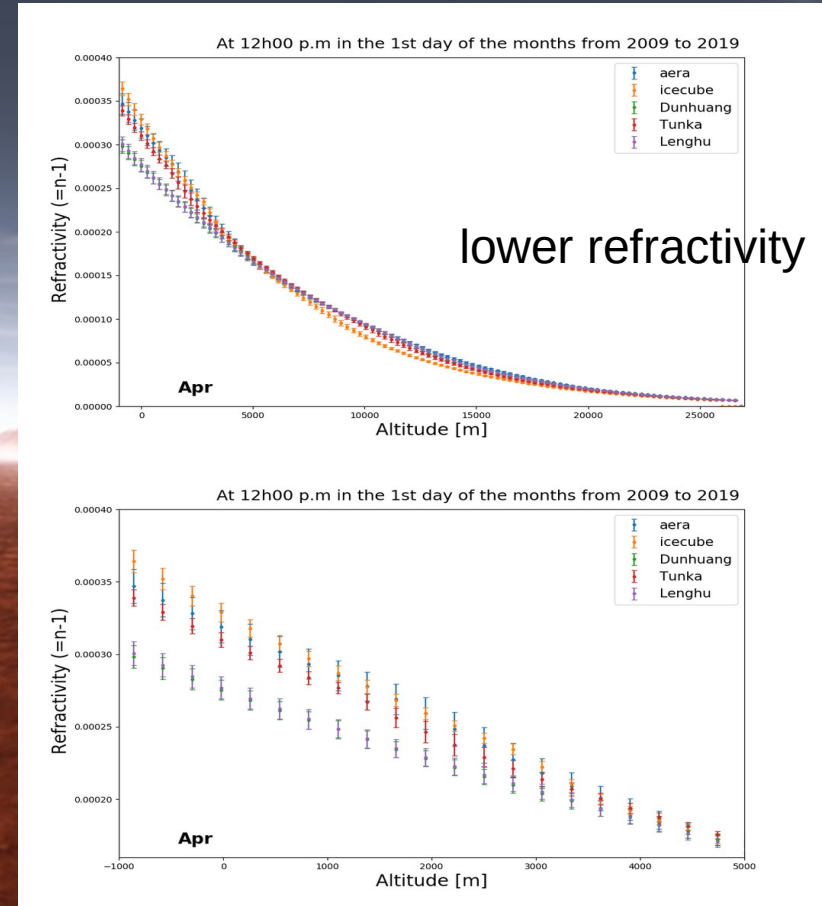 At 12h00 p.m in the 1st day of the months from 2009 to 2019
0.00040
0.00035
0.00030
0.00025
0.00020
0.00015
0.00010
0.00005
0.00000
Refractivity (=n-1)
aera
icecube
Dunhuang
Tunka
Lenghu
lower refractivity
Apr
0 5000 10000 15000 20000 25000
Altitude [m]
At 12h00 p.m in the 1st day of the months from 2009 to 2019
0.00040
0.00035
0.00030
0.00025
0.00020
Refractivity (=n-1)
aera
icecube
Dunhuang
Tunka
Lenghu
Apr
−1000 0 1000 2000 3000 4000 5000
Altitude [m]